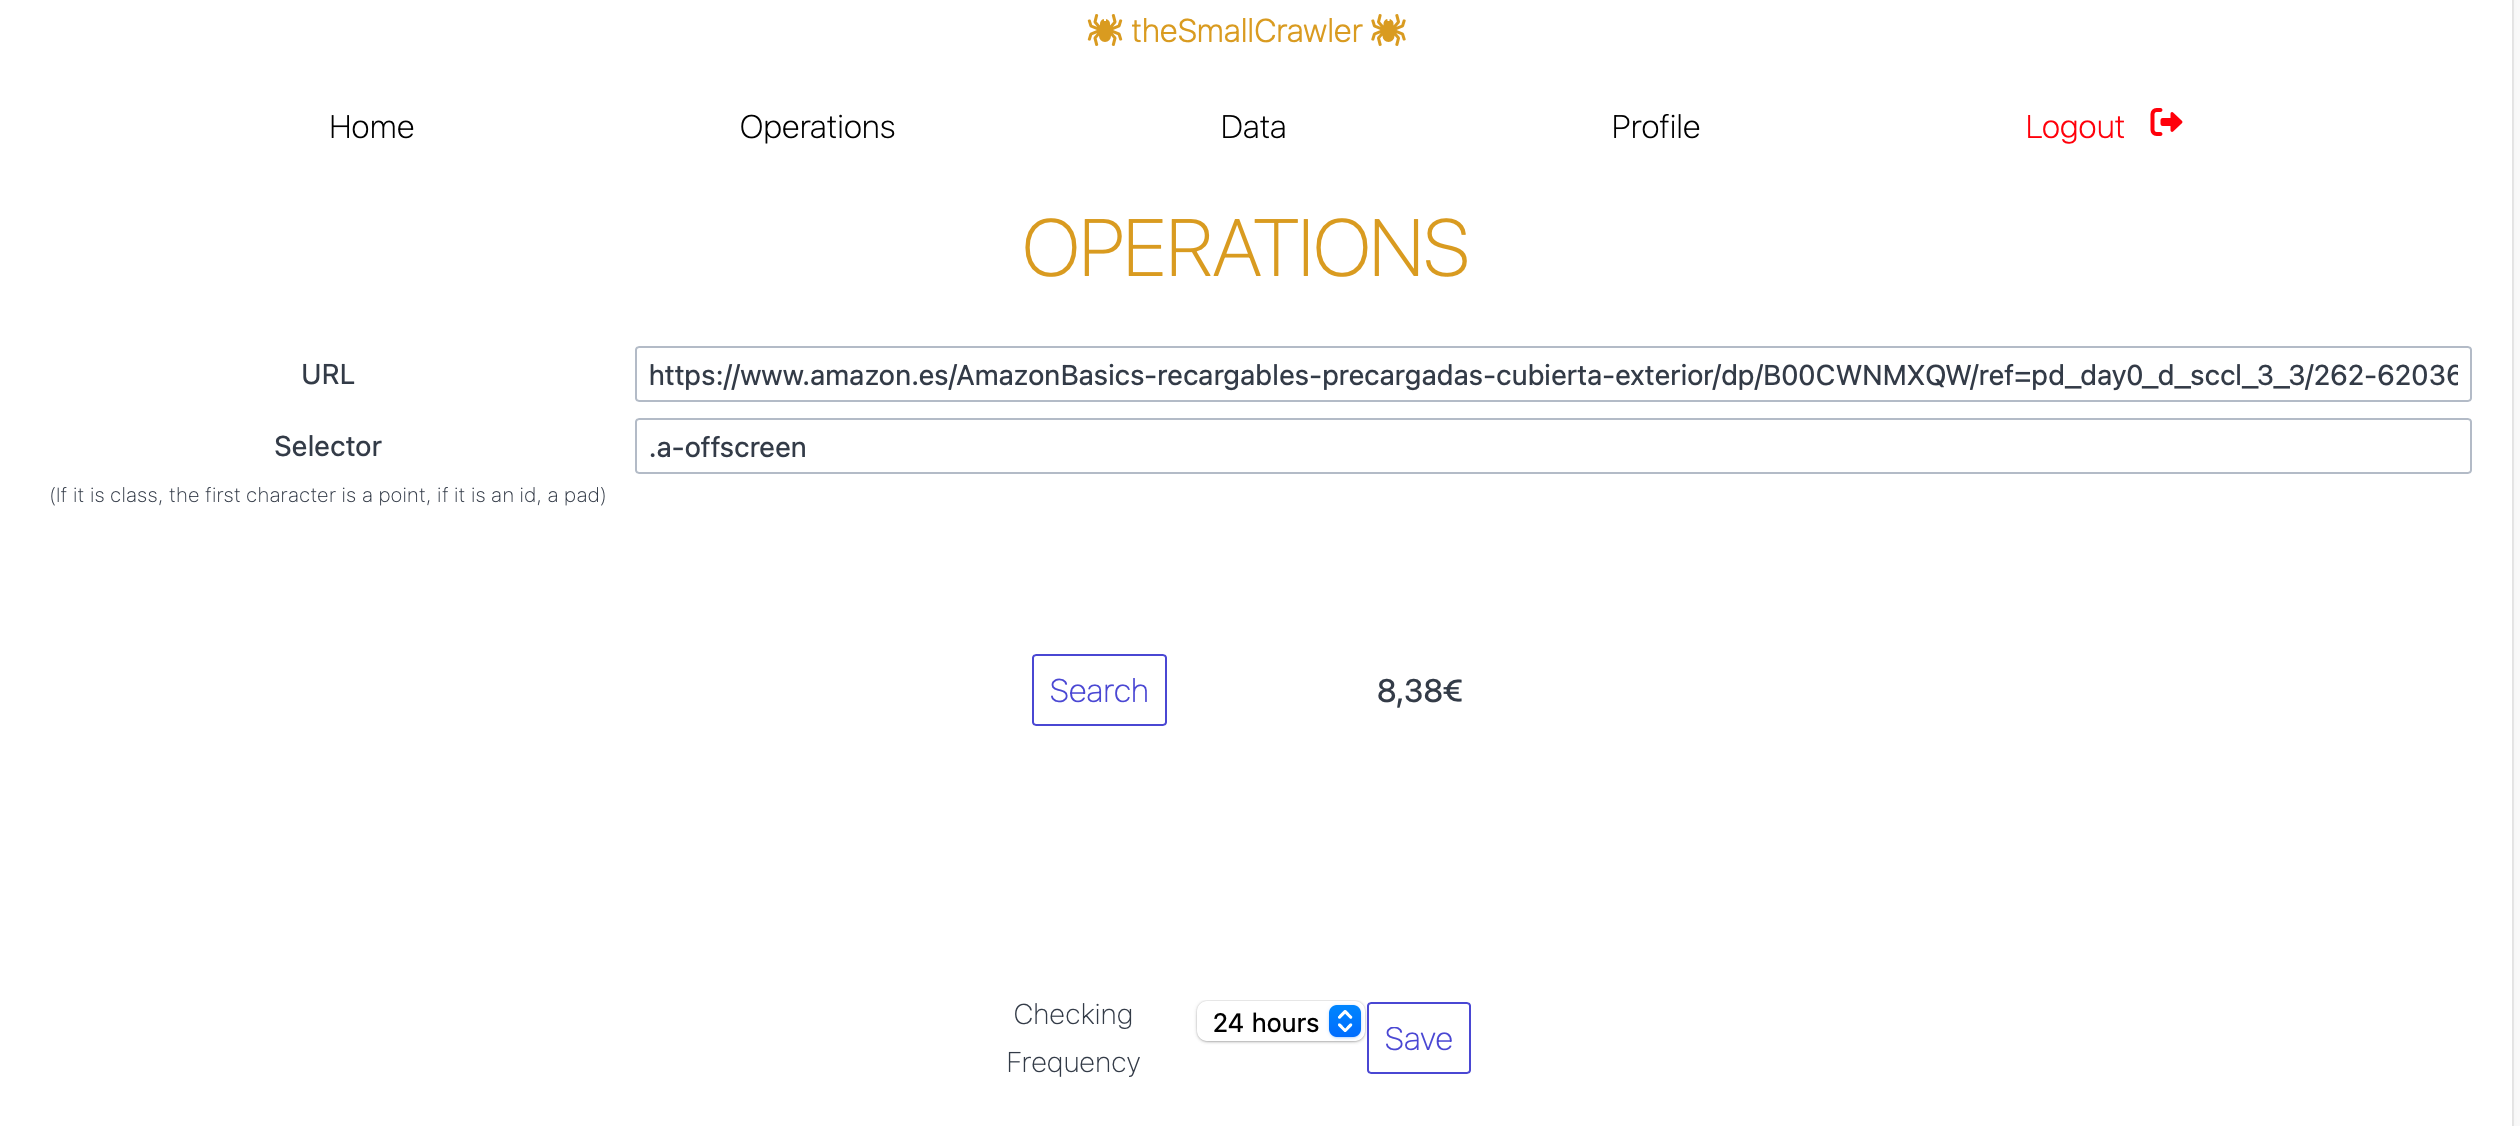 theSmallCrawler
Home Operations Data Profile Logout
OPERATIONS
URL https://www.amazon.es/AmazonBasics-recargables-precargadas-cubierta-exterior/dp/B00CWNMXQW/ref=pd_day0_d_sccl_3_3/262-62036
Selector .a-offscreen
(If it is class, the first character is a point, if it is an id, a pad)
Search 8,38€
Checking 24 hours Save
Frequency